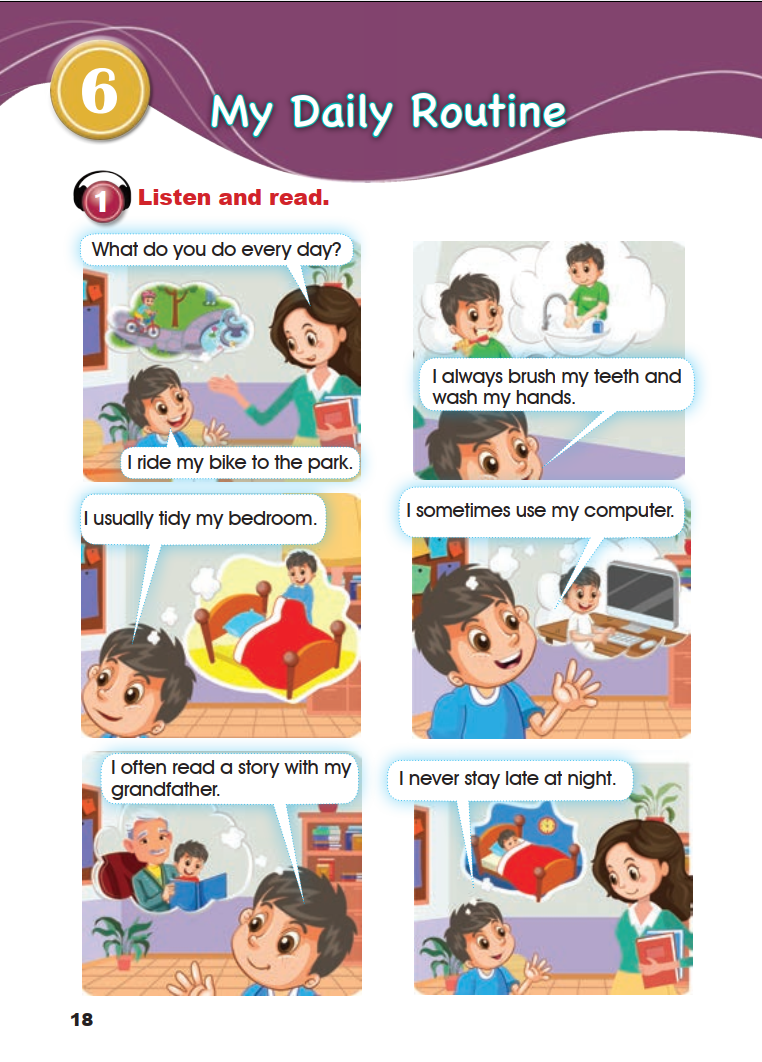 6
My Daily Routine
1 Listen and read.
What do you do every day?
I ride my bike to the park.
I always brush my teeth and
wash my hands.
I usually tidy my bedroom.
I sometimes use my computer.
I often read a story with my
grandfather.
I never stay late at night.
18